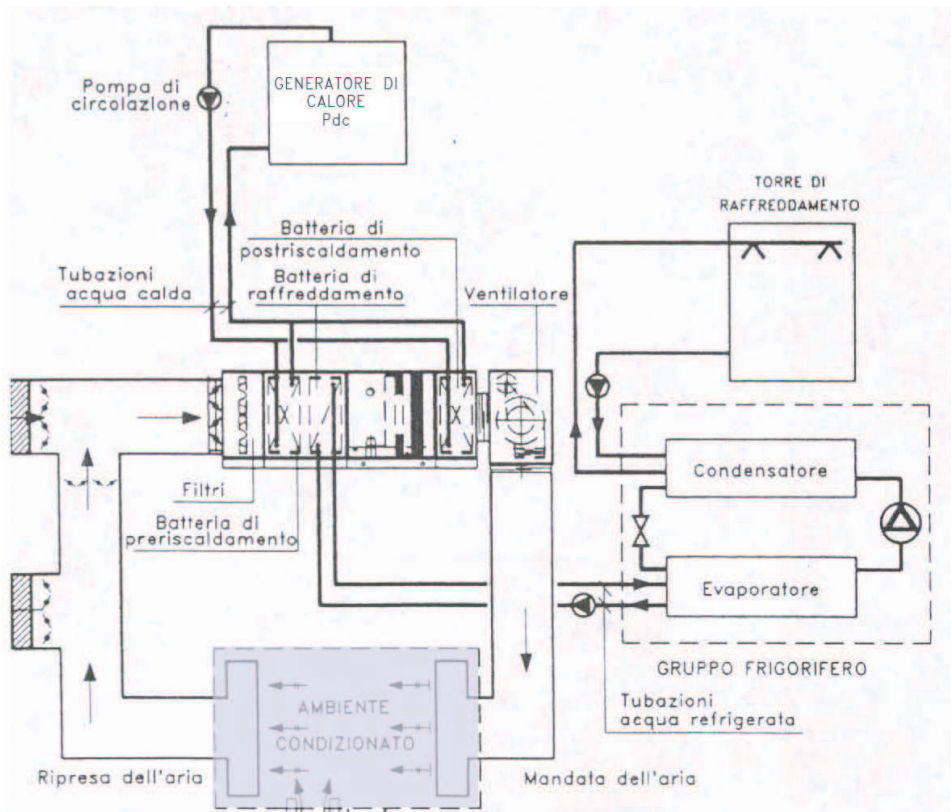 Pompa di
circolazione
GENERATORE DI
CALORE
Pdc
TORRE DI
RAFFREDDAMENTO
Batteria di
postriscaldamento
Tubazioni
acqua calda
Batteria di
raffreddamento
Ventilatore
Filtri
Batteria di
preriscaldamento
Condensatore
Evaporatore
GRUPPO FRIGORIFERO
Tubazioni
acqua refrigerata
AMBIENTE
CONDIZIONATO
Ripresa dell'aria
Mandata dell'aria